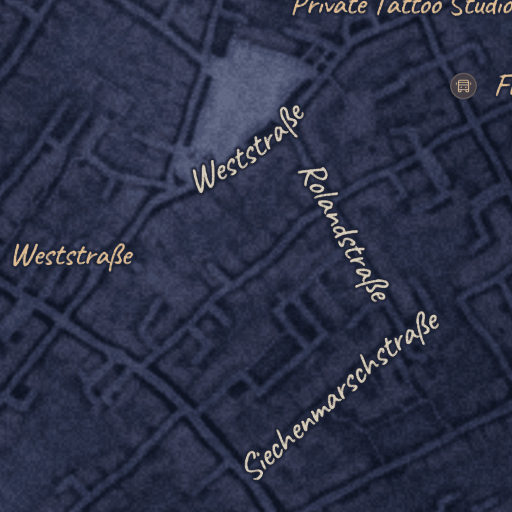 Private Tattoo Studio
Weststraße
Rolandstraße
Weststraße
Siechenmarschstraße